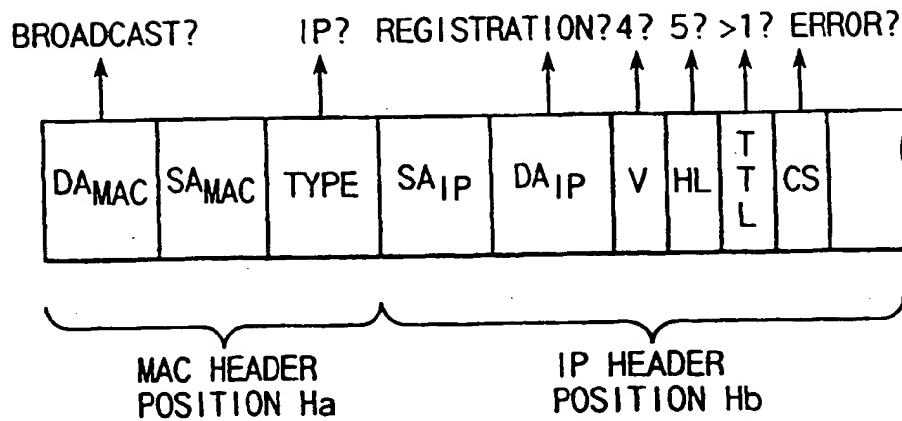 BROADCAST? IP? REGISTRATION? 4? 5? >1? ERROR?
DAMAC SAMAC TYPE SAIP DAIP V HL TTL CS
MAC HEADER POSITION Ha
IP HEADER POSITION Hb